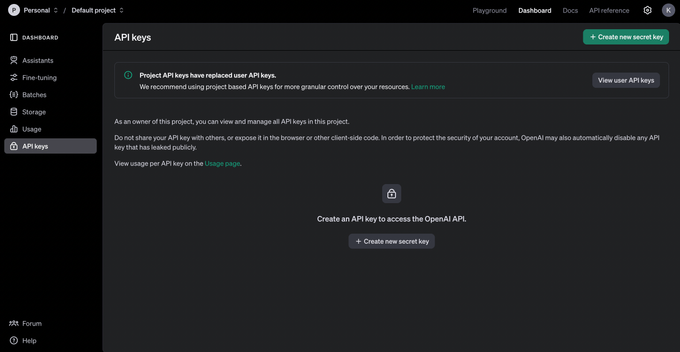 P Personal / Default project Playground Dashboard Docs API reference K
DASHBOARD
Assistants
Fine-tuning
Batches
Storage
Usage
API keys
Forum
Help
API keys
+ Create new secret key
Project API keys have replaced user API keys.
We recommend using project based API keys for more granular control over your resources. Learn more
View user API keys
As an owner of this project, you can view and manage all API keys in this project.
Do not share your API key with others, or expose it in the browser or other client-side code. In order to protect the security of your account, OpenAI may also automatically disable any API
key that has leaked publicly.
View usage per API key on the Usage page.
Create an API key to access the OpenAI API.
+ Create new secret key